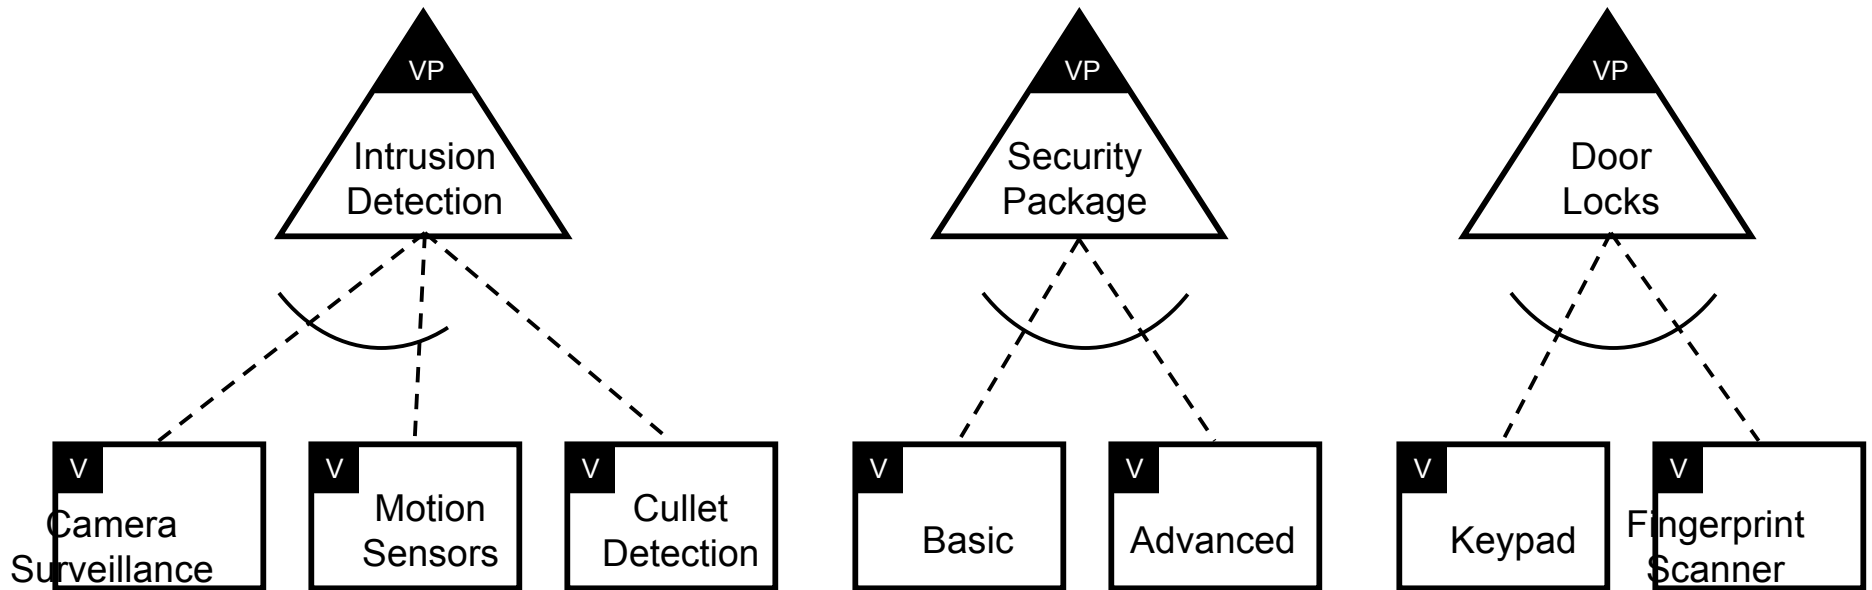 VP
Intrusion
Detection
VP
Security
Package
VP
Door
Locks
V
Camera
Surveillance
V
Motion
Sensors
V
Cullet
Detection
V
Basic
V
Advanced
V
Keypad
V
Fingerprint
Scanner